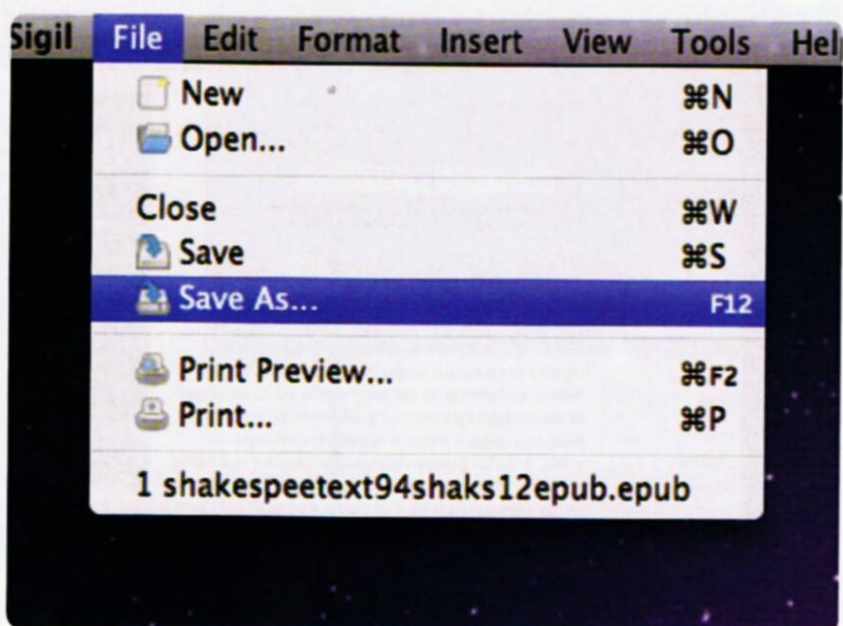 Sigil File Edit Format Insert View Tools Hel
New ⌘N
Open... ⌘O
Close ⌘W
Save ⌘S
Save As... F12
Print Preview... ⌘F2
Print... ⌘P
1 shakespeetext94shaks12epub.epub